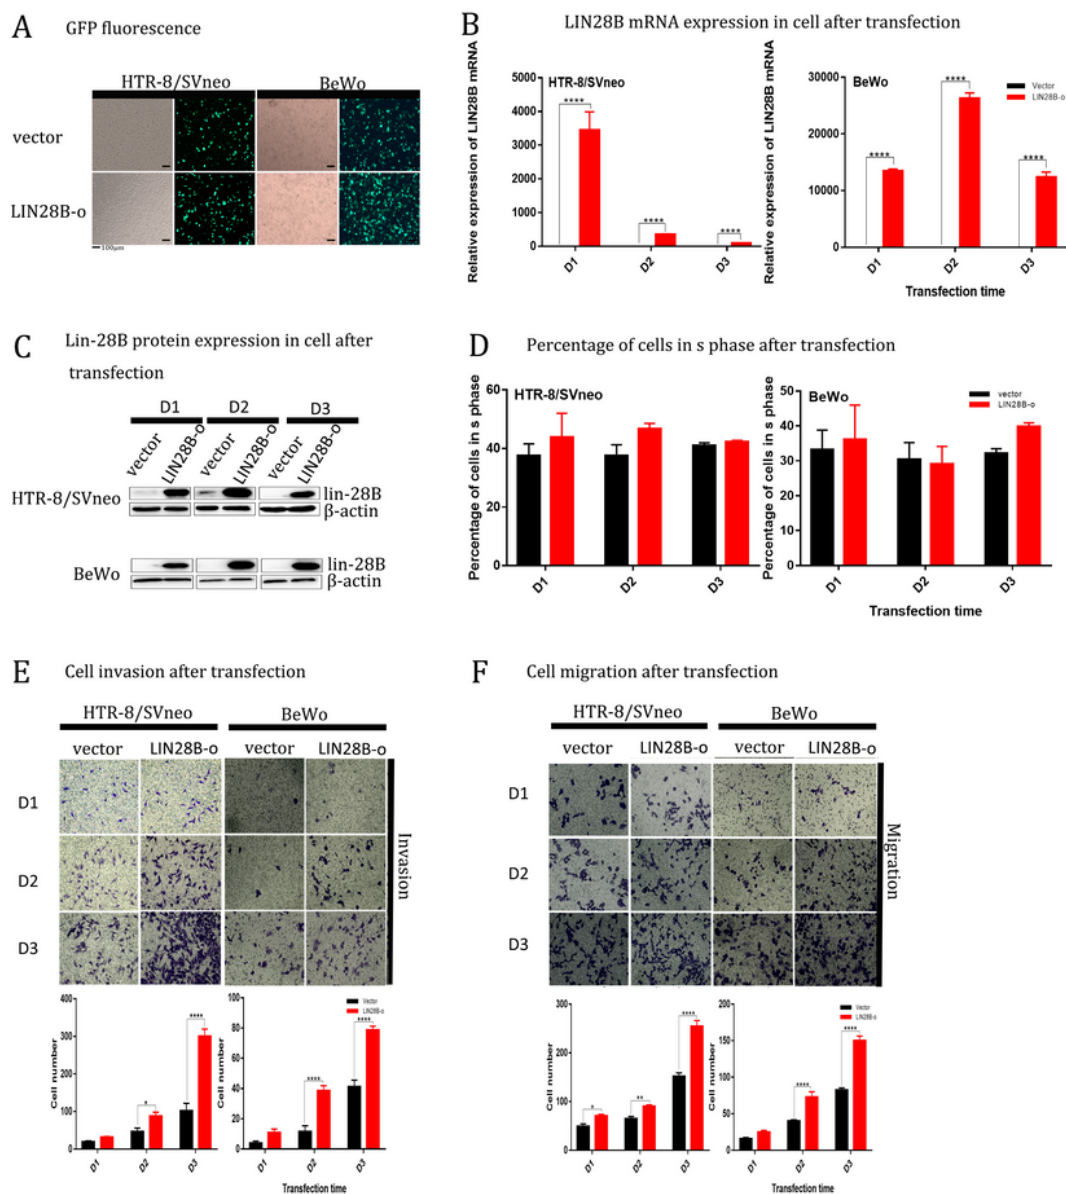 A GFP fluorescence
HTR-8/SVneo BeWo
vector
LIN28B-o
100μm
B LIN28B mRNA expression in cell after transfection
Relative expression of LIN28B mRNA
HTR-8/SVneo
5000
4000
3000
2000
1000
0
****
****
****
D1 D2 D3
Relative expression of LIN28B mRNA
BeWo
30000
20000
10000
0
****
****
****
Vector
LIN28B-o
D1 D2 D3
Transfection time
C Lin-28B protein expression in cell after
transfection
D1 D2 D3
vector LIN28B-o vector LIN28B-o vector LIN28B-o
HTR-8/SVneo
lin-28B
β-actin
BeWo
lin-28B
β-actin
D Percentage of cells in s phase after transfection
Percentage of cells in s phase
HTR-8/SVneo
60
40
20
0
D1 D2 D3
Percentage of cells in s phase
BeWo
50
40
30
20
10
0
vector
LIN28B-o
D1 D2 D3
Transfection time
E Cell invasion after transfection
HTR-8/SVneo BeWo
vector LIN28B-o vector LIN28B-o
D1
D2
D3
Invasion
Cell number
400
300
200
100
0
*
****
D1 D2 D3
Cell number
80
60
40
20
0
****
****
Vector
LIN28B-o
D1 D2 D3
Transfection time
F Cell migration after transfection
HTR-8/SVneo BeWo
vector LIN28B-o vector LIN28B-o
D1
D2
D3
Migration
Cell number
300
200
100
0
*
**
****
D1 D2 D3
Cell number
200
150
100
50
0
****
****
Vector
LIN28B-o
D1 D2 D3
Transfection time